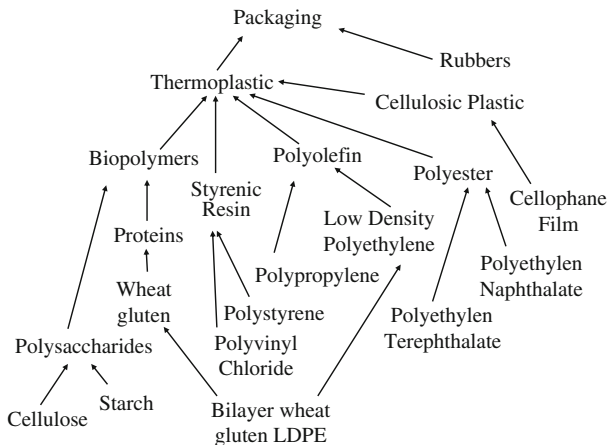 Packaging
Rubbers
Thermoplastic
Cellulosic Plastic
Biopolymers
Polyolefin
Polyester
Styrenic
Resin
Cellophane
Film
Low Density
Polyethylene
Proteins
Polypropylene
Polyethylen
Naphthalate
Wheat
gluten
Polystyrene
Polyethylen
Terephthalate
Polysaccharides
Polyvinyl
Chloride
Cellulose
Starch
Bilayer wheat
gluten LDPE